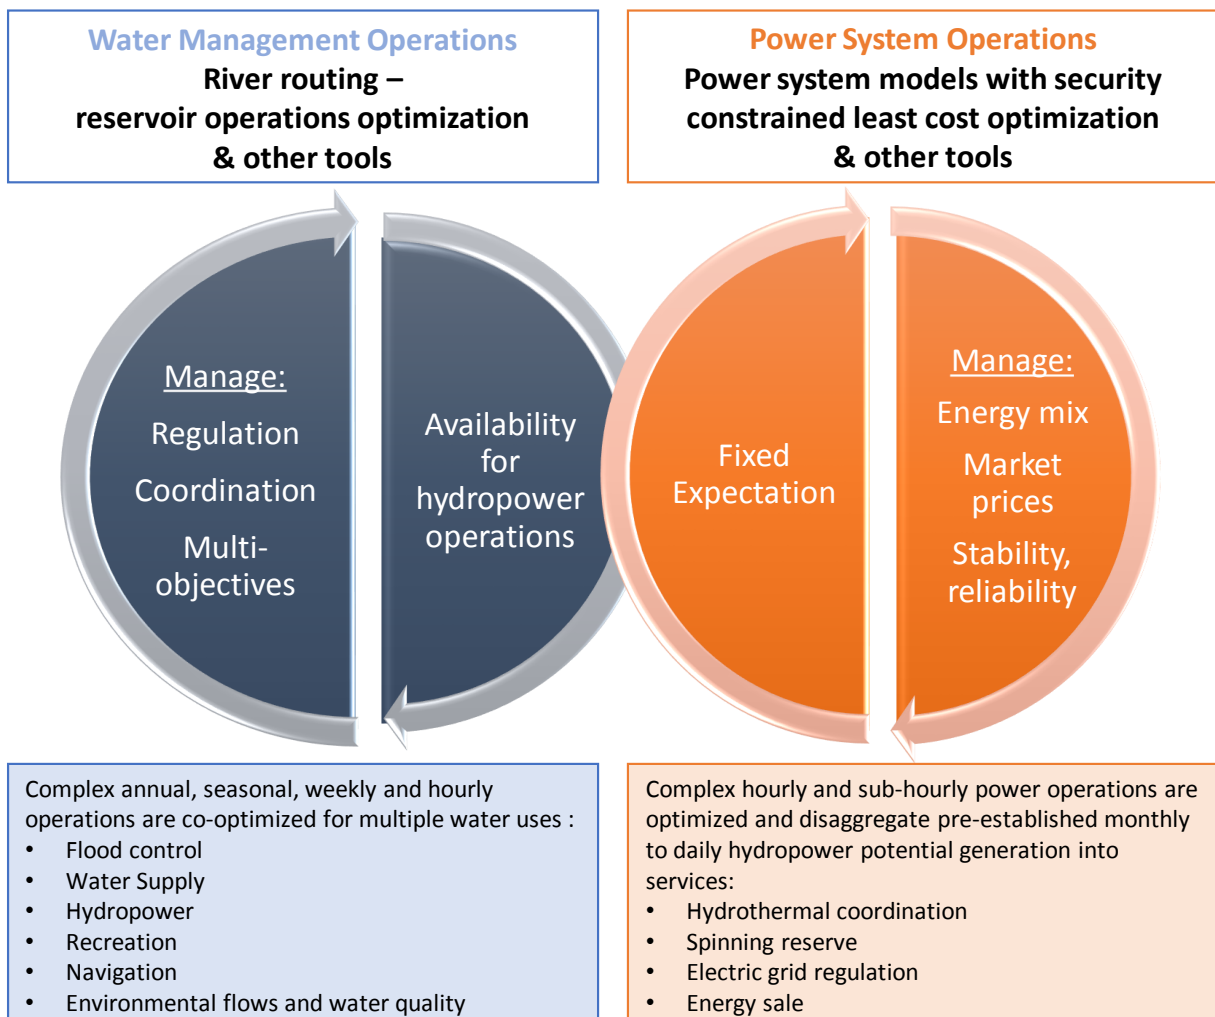 Water Management Operations
River routing –
reservoir operations optimization
& other tools
Power System Operations
Power system models with security
constrained least cost optimization
& other tools
Manage:
Regulation
Coordination
Multi-
objectives
Availability
for
hydropower
operations
Fixed
Expectation
Manage:
Energy mix
Market
prices
Stability,
reliability
Complex annual, seasonal, weekly and hourly
operations are co-optimized for multiple water uses :
• Flood control
• Water Supply
• Hydropower
• Recreation
• Navigation
• Environmental flows and water quality
Complex hourly and sub-hourly power operations are
optimized and disaggregate pre-established monthly
to daily hydropower potential generation into
services:
• Hydrothermal coordination
• Spinning reserve
• Electric grid regulation
• Energy sale